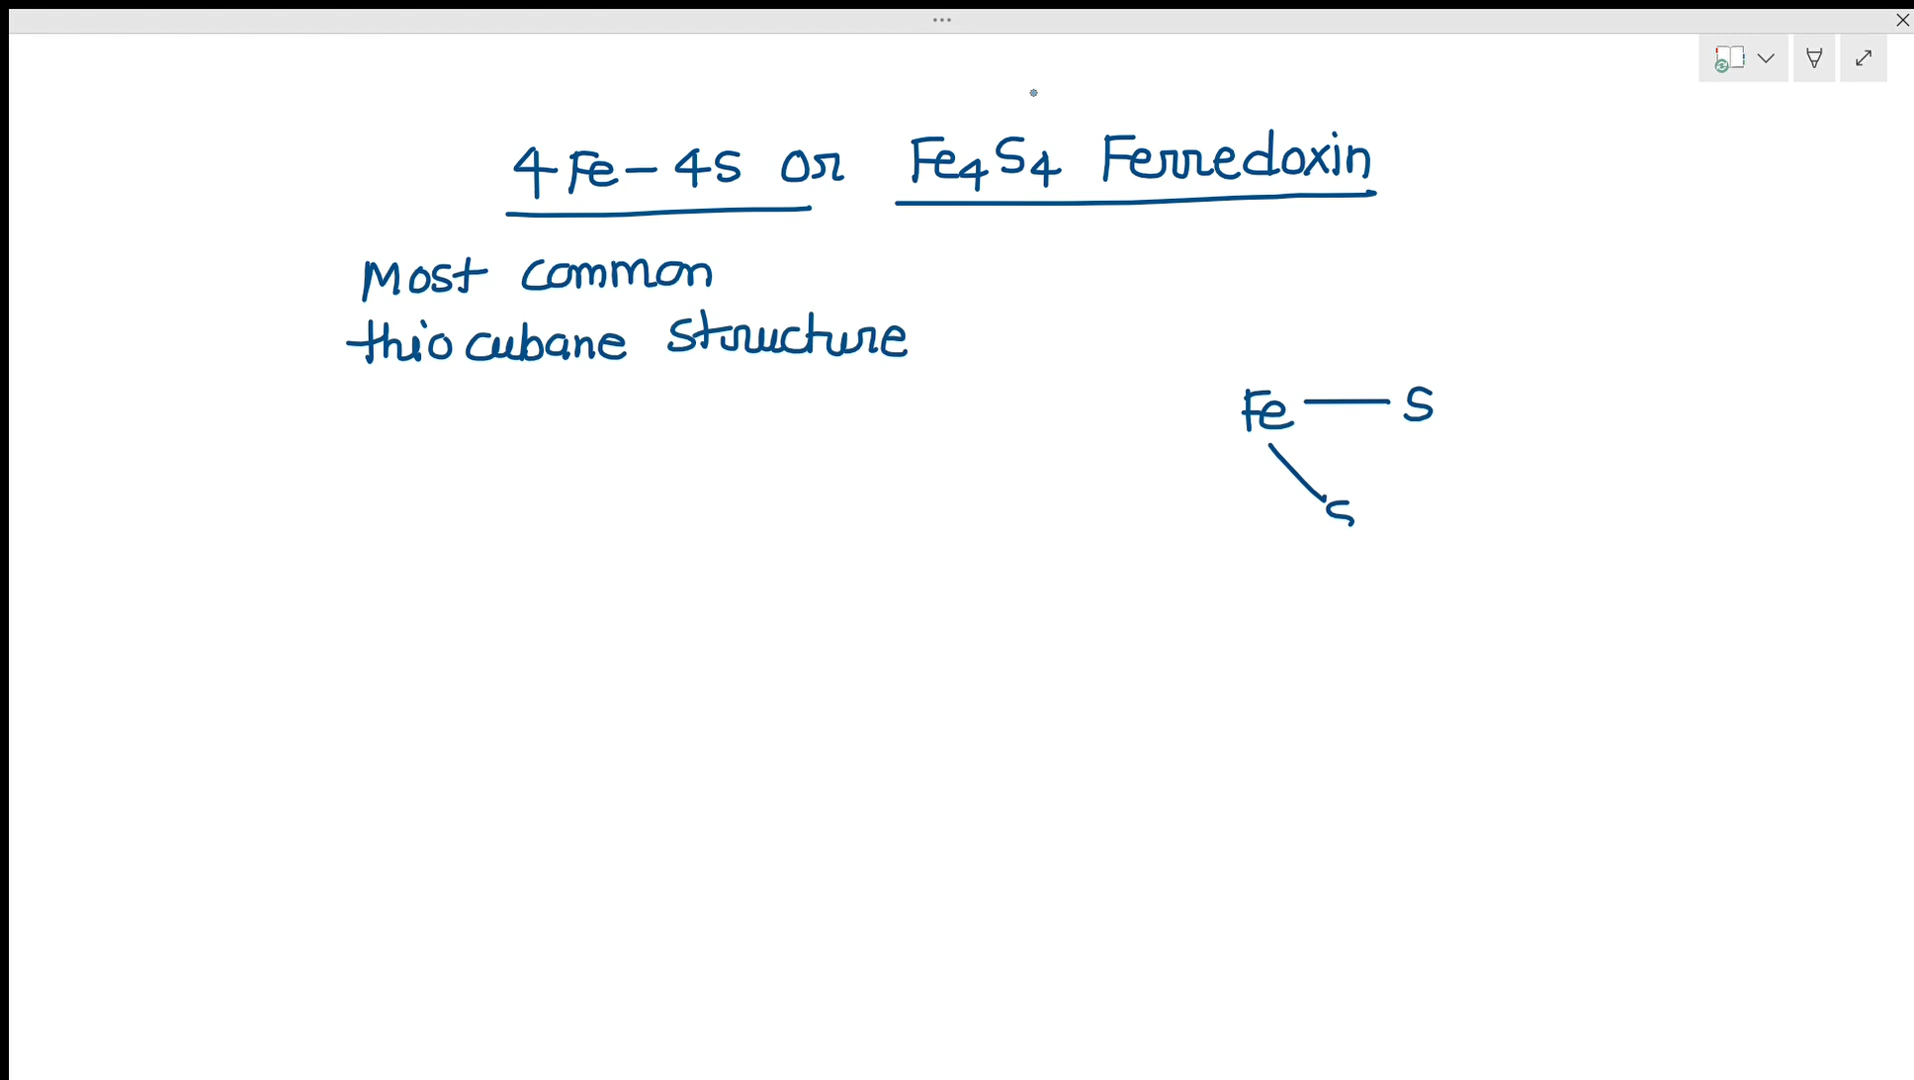 4Fe-4S or Fe₄S₄ Ferredoxin
Most common
thiocubane structure
Fe — S
S